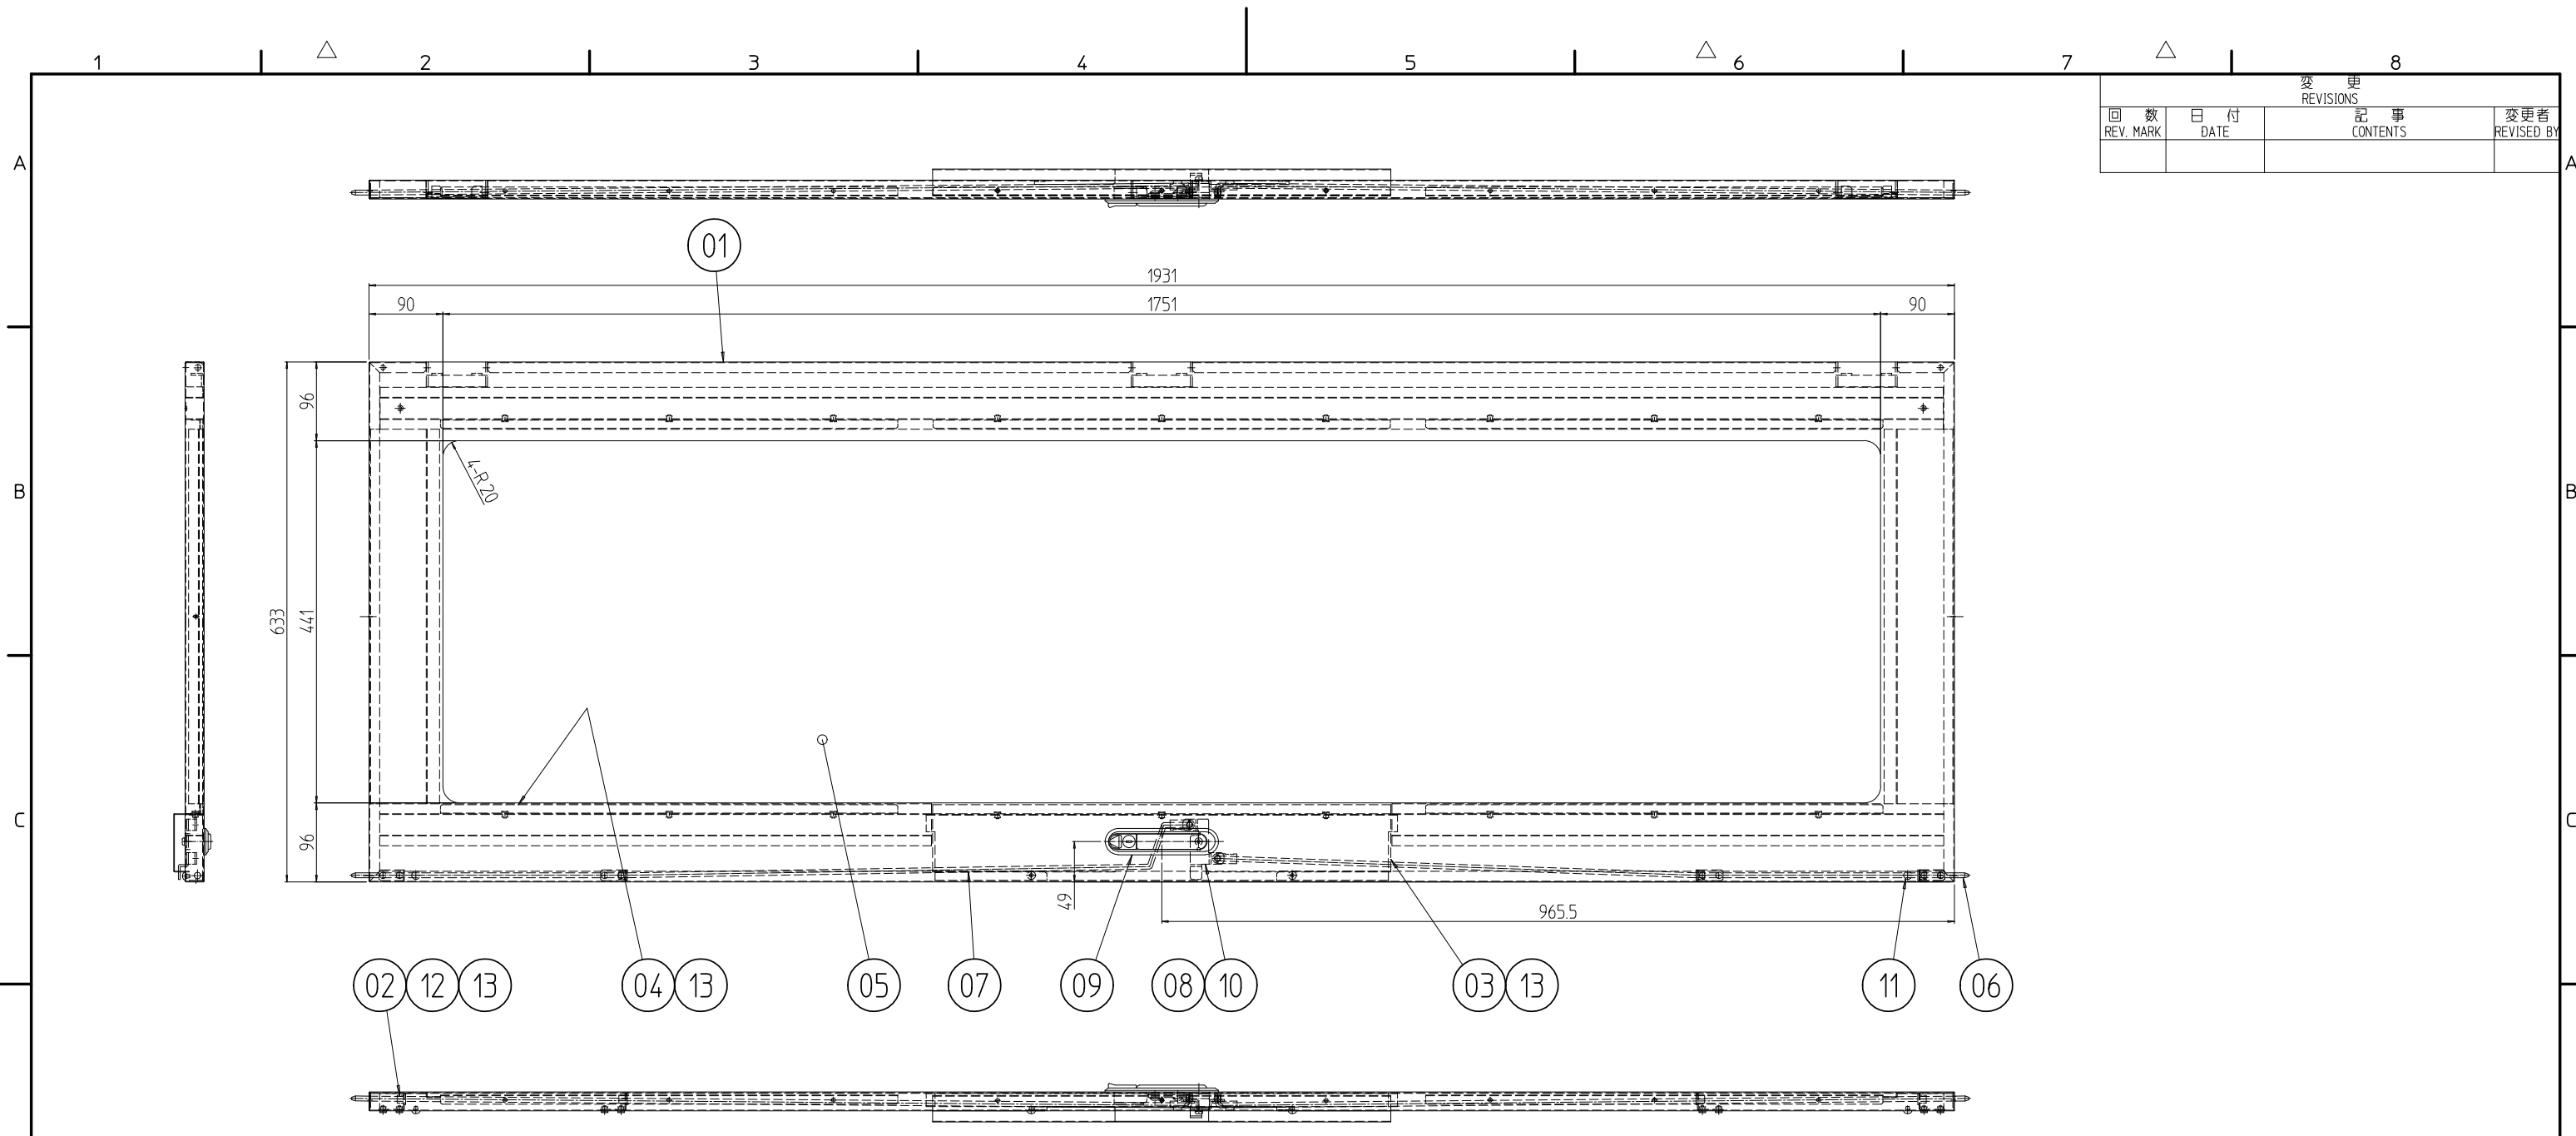 1 2 3 4 5 6 7 8
変 更
REVISIONS
回 数 日 付 記 事 変更者
REV. MARK DATE CONTENTS REVISED BY
A A
01
1931
90 1751 90
96
4-R20
B B
633 441
C C
96
49
965.5
02 12 13 04 13 05 07 09 08 10 03 13 11 06